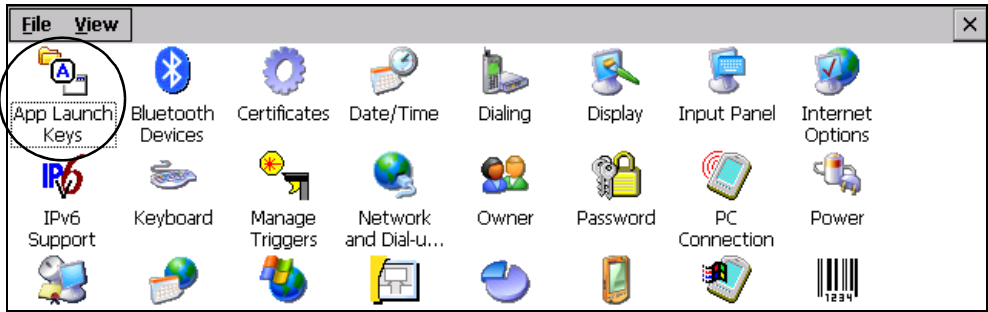 File View
App Launch Keys
Bluetooth Devices
Certificates
Date/Time
Dialing
Display
Input Panel
Internet Options
IPv6 Support
Keyboard
Manage Triggers
Network and Dial-u...
Owner
Password
PC Connection
Power
1234